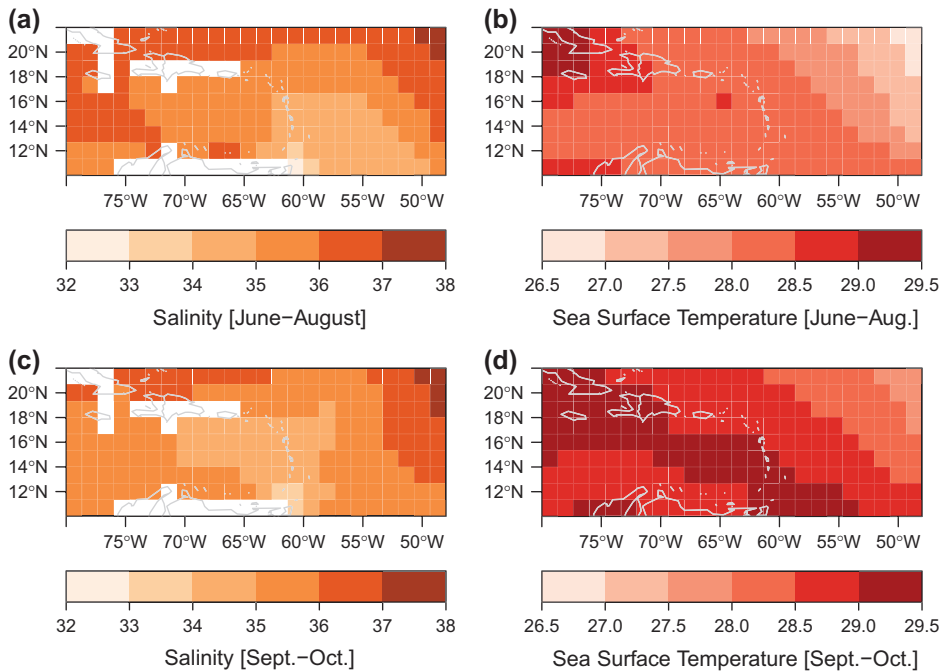 (a)
20°N
18°N
16°N
14°N
12°N
75°W 70°W 65°W 60°W 55°W 50°W
32 33 34 35 36 37 38
Salinity [June−August]
(b)
20°N
18°N
16°N
14°N
12°N
75°W 70°W 65°W 60°W 55°W 50°W
26.5 27.0 27.5 28.0 28.5 29.0 29.5
Sea Surface Temperature [June−Aug.]
(c)
20°N
18°N
16°N
14°N
12°N
75°W 70°W 65°W 60°W 55°W 50°W
32 33 34 35 36 37 38
Salinity [Sept.−Oct.]
(d)
20°N
18°N
16°N
14°N
12°N
75°W 70°W 65°W 60°W 55°W 50°W
26.5 27.0 27.5 28.0 28.5 29.0 29.5
Sea Surface Temperature [Sept.−Oct.]